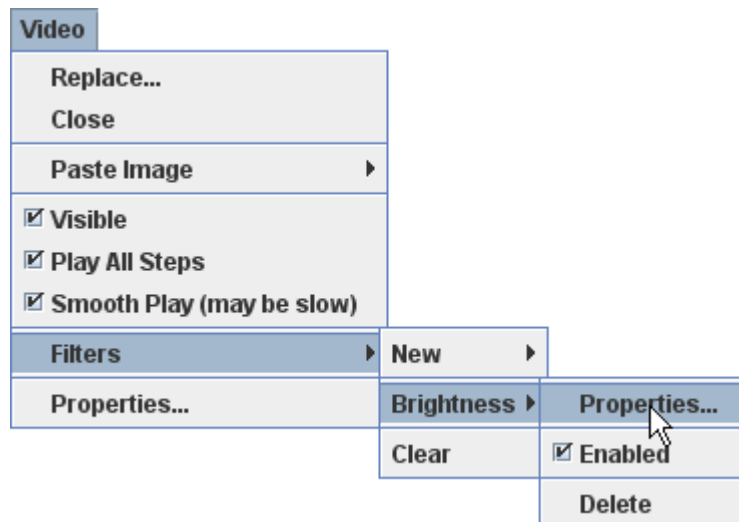 Video
Replace...
Close
Paste Image
Visible
Play All Steps
Smooth Play (may be slow)
Filters
New
Properties...
Brightness
Properties...
Clear
Enabled
Delete